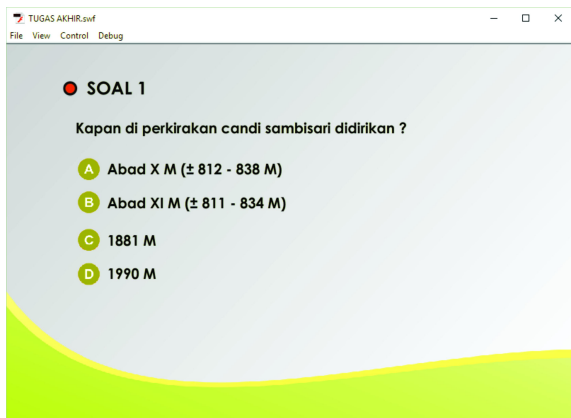 TUGAS AKHIR.swf
File View Control Debug
SOAL 1
Kapan di perkirakan candi sambisari didirikan ?
A Abad X M (± 812 - 838 M)
B Abad XI M (± 811 - 834 M)
C 1881 M
D 1990 M